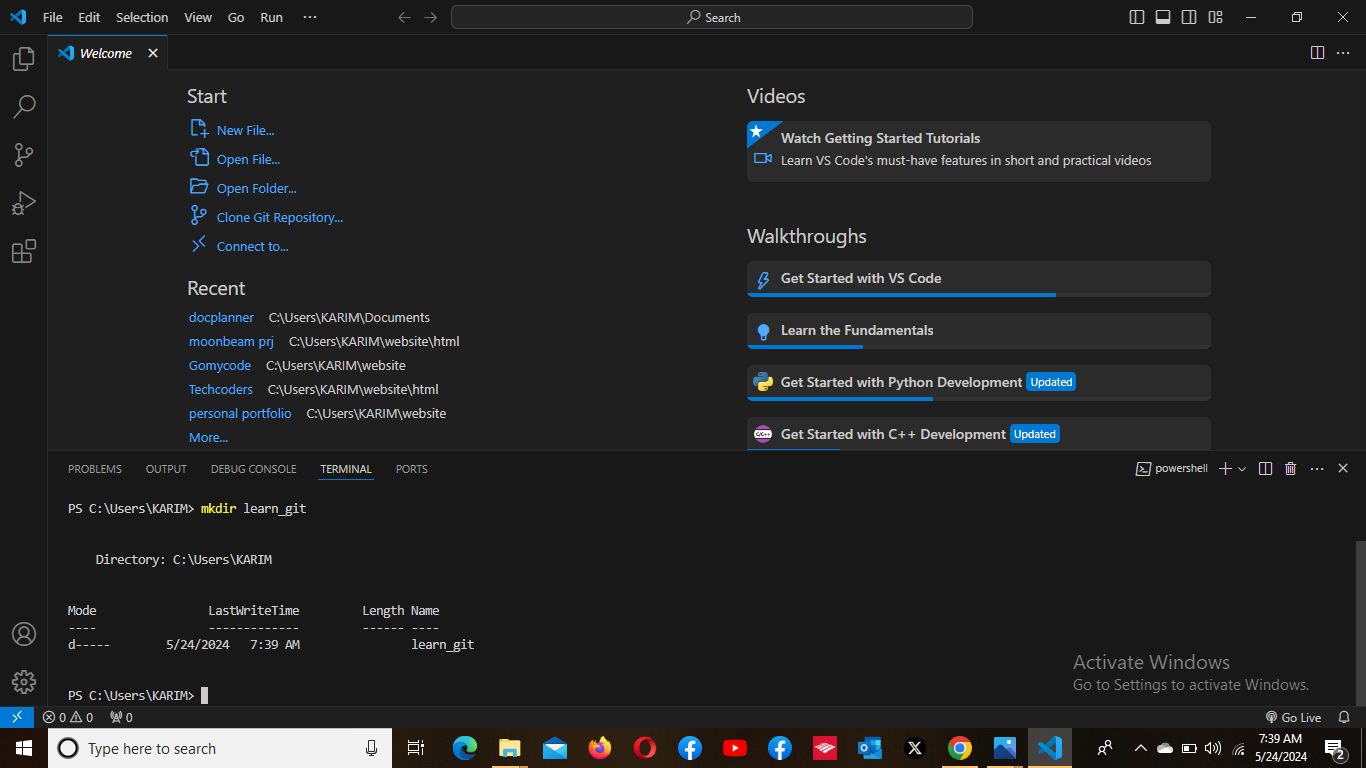 File Edit Selection View Go Run ···
Search
Welcome
Start
New File...
Open File...
Open Folder...
Clone Git Repository...
Connect to...
Recent
docplanner C:\Users\KARIM\Documents
moonbeam prj C:\Users\KARIM\website\html
Gomycode C:\Users\KARIM\website
Techcoders C:\Users\KARIM\website\html
personal portfolio C:\Users\KARIM\website
More...
Videos
Watch Getting Started Tutorials
Learn VS Code's must-have features in short and practical videos
Walkthroughs
Get Started with VS Code
Learn the Fundamentals
Get Started with Python Development Updated
C/C++ Get Started with C++ Development Updated
PROBLEMS OUTPUT DEBUG CONSOLE TERMINAL PORTS
powershell
PS C:\Users\KARIM> mkdir learn_git
Directory: C:\Users\KARIM
Mode LastWriteTime Length Name
---- ------------- ------ ----
d----- 5/24/2024 7:39 AM learn_git
PS C:\Users\KARIM>
Activate Windows
Go to Settings to activate Windows.
0 0 0
Go Live
Type here to search
7:39 AM
5/24/2024
2